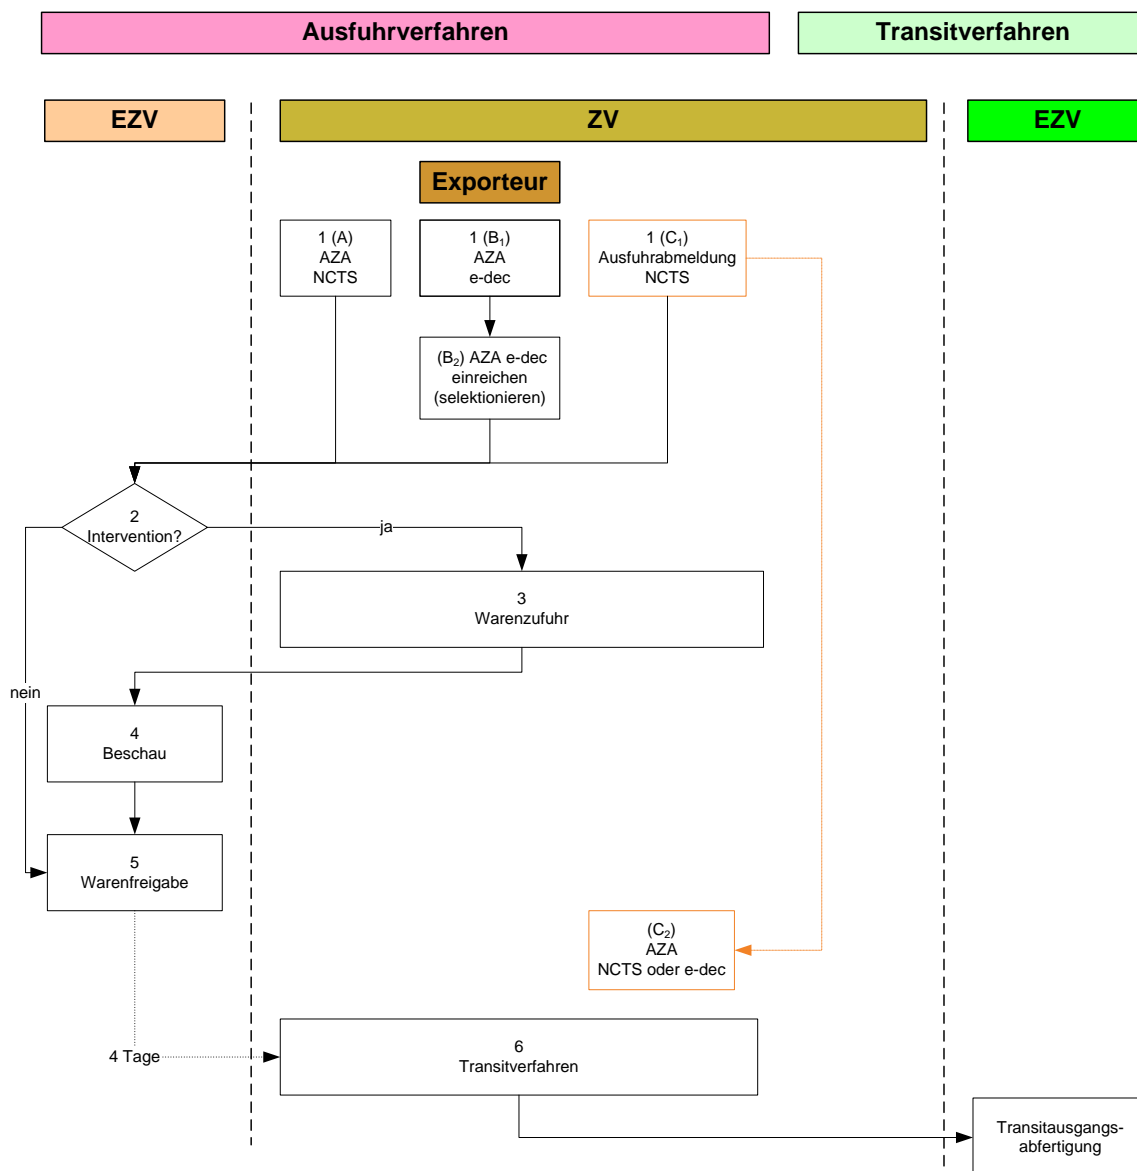 Ausfuhrverfahren
Transitverfahren
EZV
ZV
EZV
Exporteur
1 (A)
AZA
NCTS
1 (B₁)
AZA
e-dec
1 (C₁)
Ausfuhrabmeldung
NCTS
(B₂) AZA e-dec
einreichen
(selektionieren)
2
Intervention?
ja
3
Warenzufuhr
nein
4
Beschau
5
Warenfreigabe
(C₂)
AZA
NCTS oder e-dec
4 Tage
6
Transitverfahren
Transitausgangs-
abfertigung